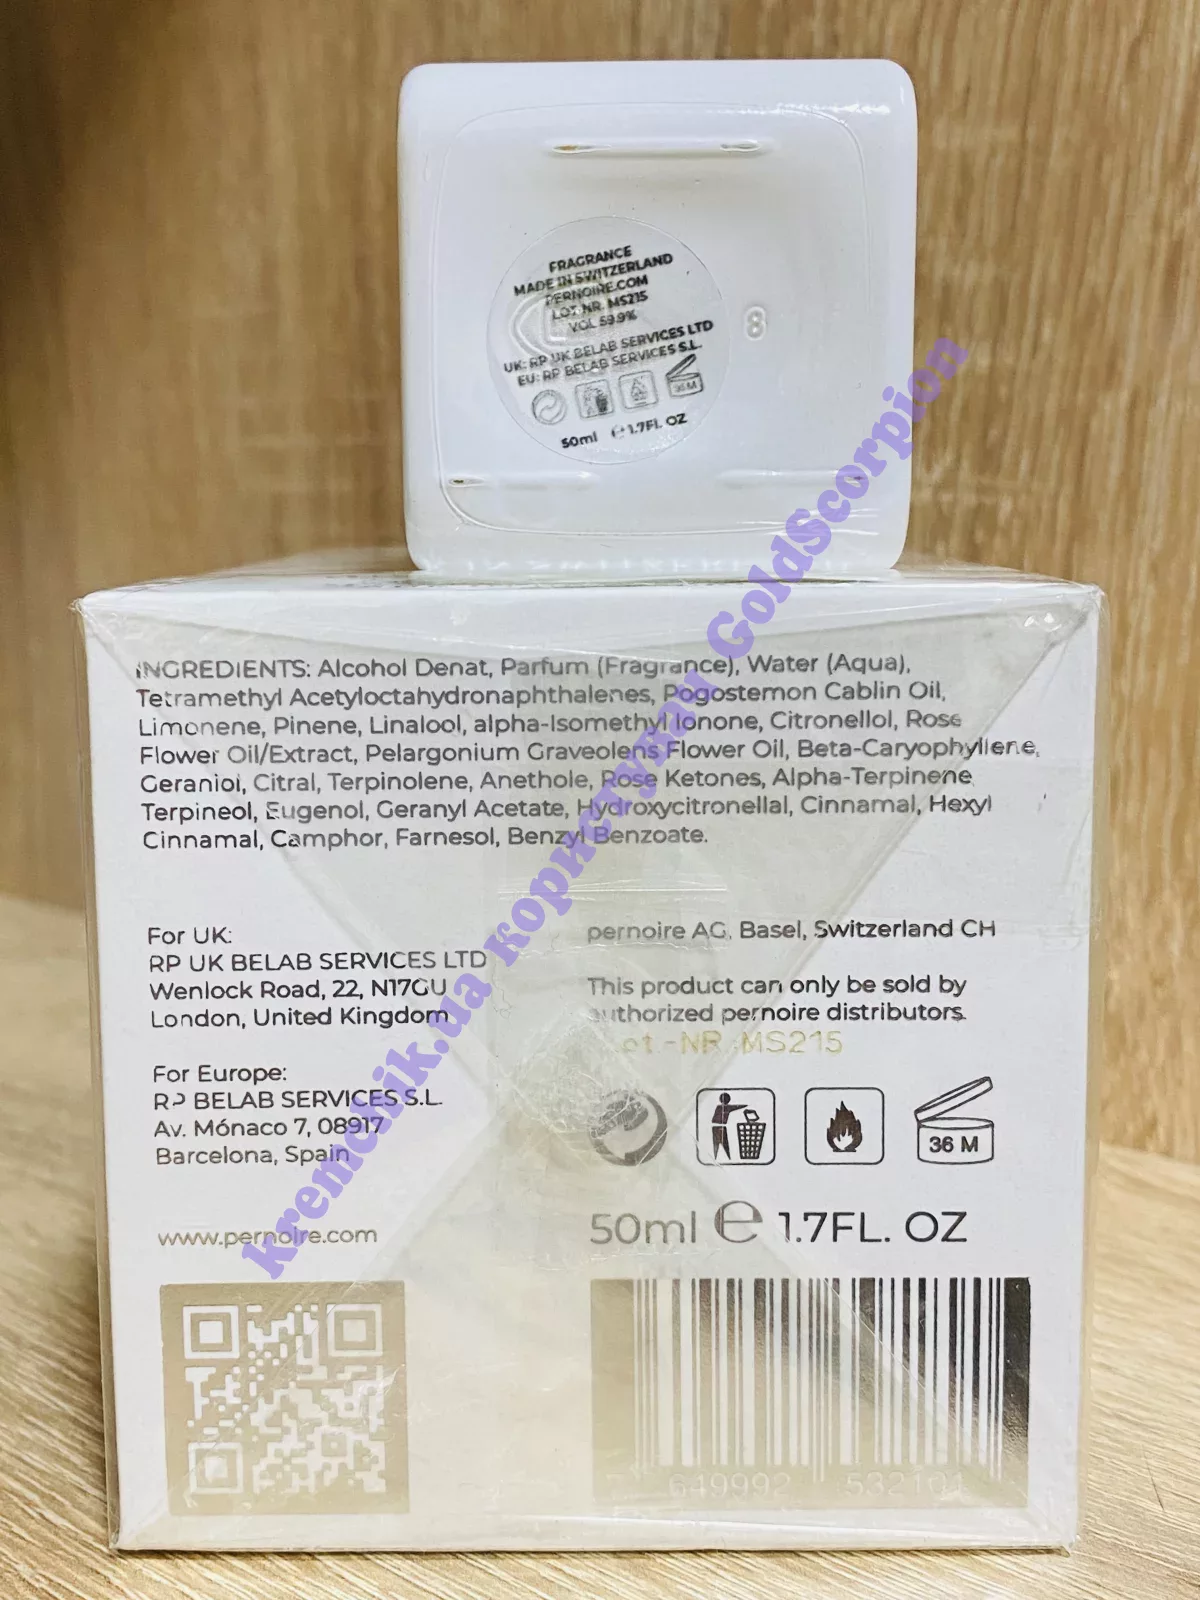 FRAGRANCE
MADE IN SWITZERLAND
PERNOIRE.COM
LOT-NR. MS215
VOL 59.9%
UK: RP UK BELAB SERVICES LTD
EU: RP BELAB SERVICES S.L.
36 M
50ml ℮ 1.7FL. OZ
8
INGREDIENTS: Alcohol Denat, Parfum (Fragrance), Water (Aqua),
Tetramethyl Acetyloctahydronaphthalenes, Pogostemon Cablin Oil,
Limonene, Pinene, Linalool, alpha-Isomethyl Ionone, Citronellol, Rose
Flower Oil/Extract, Pelargonium Graveolens Flower Oil, Beta-Caryophyllene,
Geraniol, Citral, Terpinolene, Anethole, Rose Ketones, Alpha-Terpinene
Terpineol, Eugenol, Geranyl Acetate, Hydroxycitronellal, Cinnamal, Hexyl
Cinnamal, Camphor, Farnesol, Benzyl Benzoate.
For UK:
RP UK BELAB SERVICES LTD
Wenlock Road, 22, N17GU
London, United Kingdom
For Europe:
RP BELAB SERVICES S.L.
Av. Mónaco 7, 08917
Barcelona, Spain
www.pernoire.com
pernoire AG, Basel, Switzerland CH
This product can only be sold by
authorized pernoire distributors.
Lot.-NR. MS215
36 M
50ml ℮ 1.7FL. OZ
7 649992 532101
kremchik.ua користувач GoldScorpion